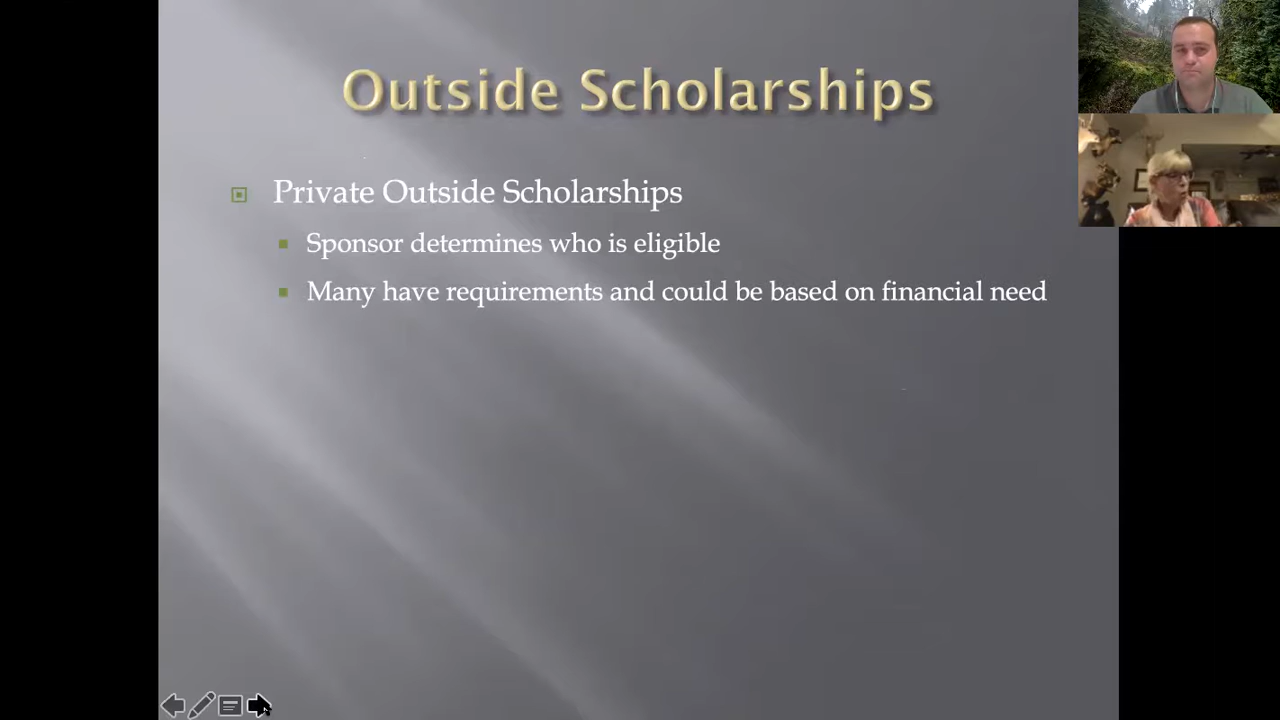 Outside Scholarships
Private Outside Scholarships
Sponsor determines who is eligible
Many have requirements and could be based on financial need